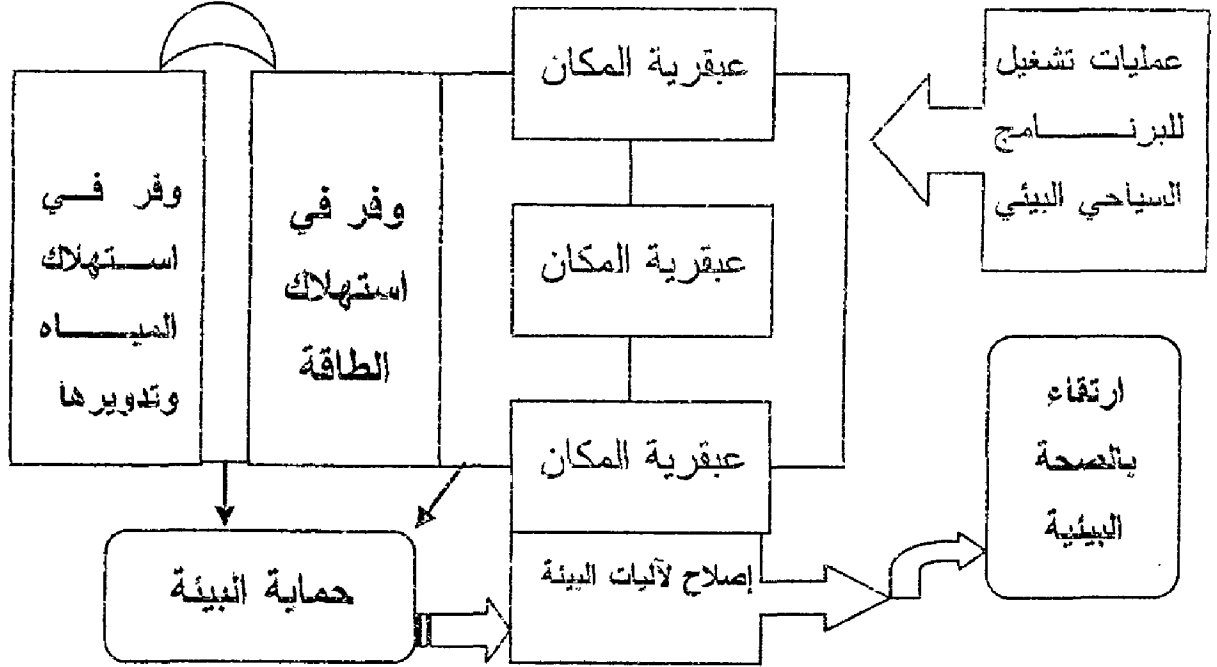 عمليات تشغيل
للبرنامج
السياحي البيئي
عبقرية المكان
عبقرية المكان
عبقرية المكان
وفر في
استهلاك
الطاقة
وفر في
استهلاك
المياه
وتدويرها
حماية البيئة
إصلاح لآليات البيئة
ارتقاء
بالصحة
البيئية